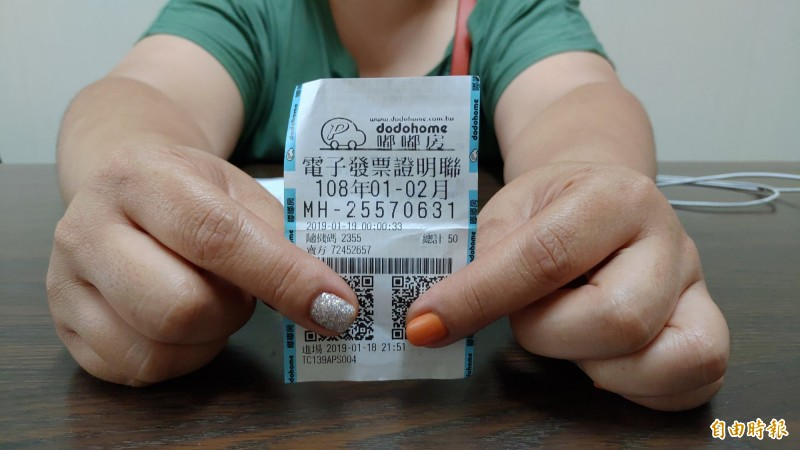 www.dodohome.com.tw
dodohome
嘟嘟房
電子發票證明聯
108年01-02月
MH-25570631
2019-01-19 00:00:33
隨機碼 2355 總計 50
賣方 72452657
進場 2019-01-18 21:51
TC139APS004
自由時報